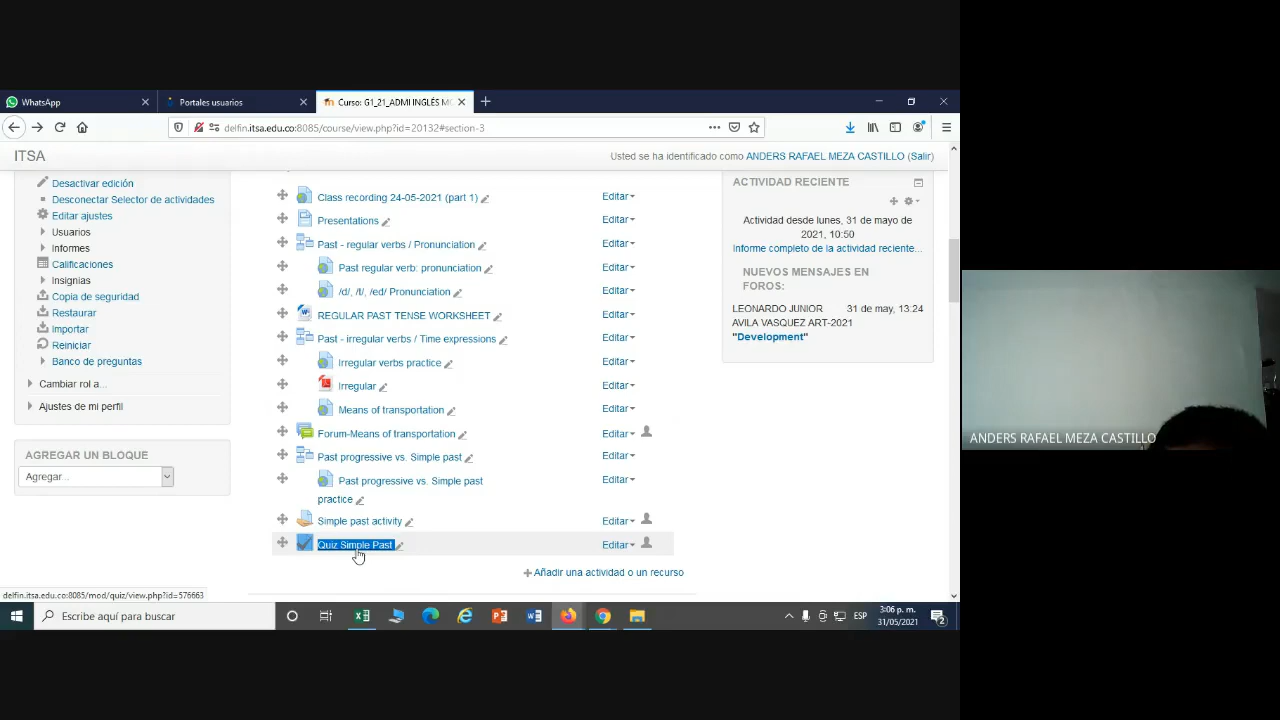 WhatsApp
Portales usuarios
Curso: G1_21_ADMI INGLÉS MO
delfin.itsa.edu.co:8085/course/view.php?id=20132#section-3
ITSA
Usted se ha identificado como ANDERS RAFAEL MEZA CASTILLO (Salir)
Desactivar edición
Desconectar Selector de actividades
Editar ajustes
Usuarios
Informes
Calificaciones
Insignias
Copia de seguridad
Restaurar
Importar
Reiniciar
Banco de preguntas
Cambiar rol a...
Ajustes de mi perfil
AGREGAR UN BLOQUE
Agregar...
Class recording 24-05-2021 (part 1) Editar
Presentations Editar
Past - regular verbs / Pronunciation Editar
Past regular verb: pronunciation Editar
/d/, /t/, /ed/ Pronunciation Editar
REGULAR PAST TENSE WORKSHEET Editar
Past - irregular verbs / Time expressions Editar
Irregular verbs practice Editar
Irregular Editar
Means of transportation Editar
Forum-Means of transportation Editar
Past progressive vs. Simple past Editar
Past progressive vs. Simple past Editar
practice
Simple past activity Editar
Quiz Simple Past Editar
Añadir una actividad o un recurso
ACTIVIDAD RECIENTE
Actividad desde lunes, 31 de mayo de
2021, 10:50
Informe completo de la actividad reciente...
NUEVOS MENSAJES EN
FOROS:
LEONARDO JUNIOR 31 de may, 13:24
AVILA VASQUEZ ART-2021
"Development"
ANDERS RAFAEL MEZA CASTILLO
delfin.itsa.edu.co:8085/mod/quiz/view.php?id=576663
Escribe aquí para buscar
ESP
3:06 p. m.
31/05/2021
2